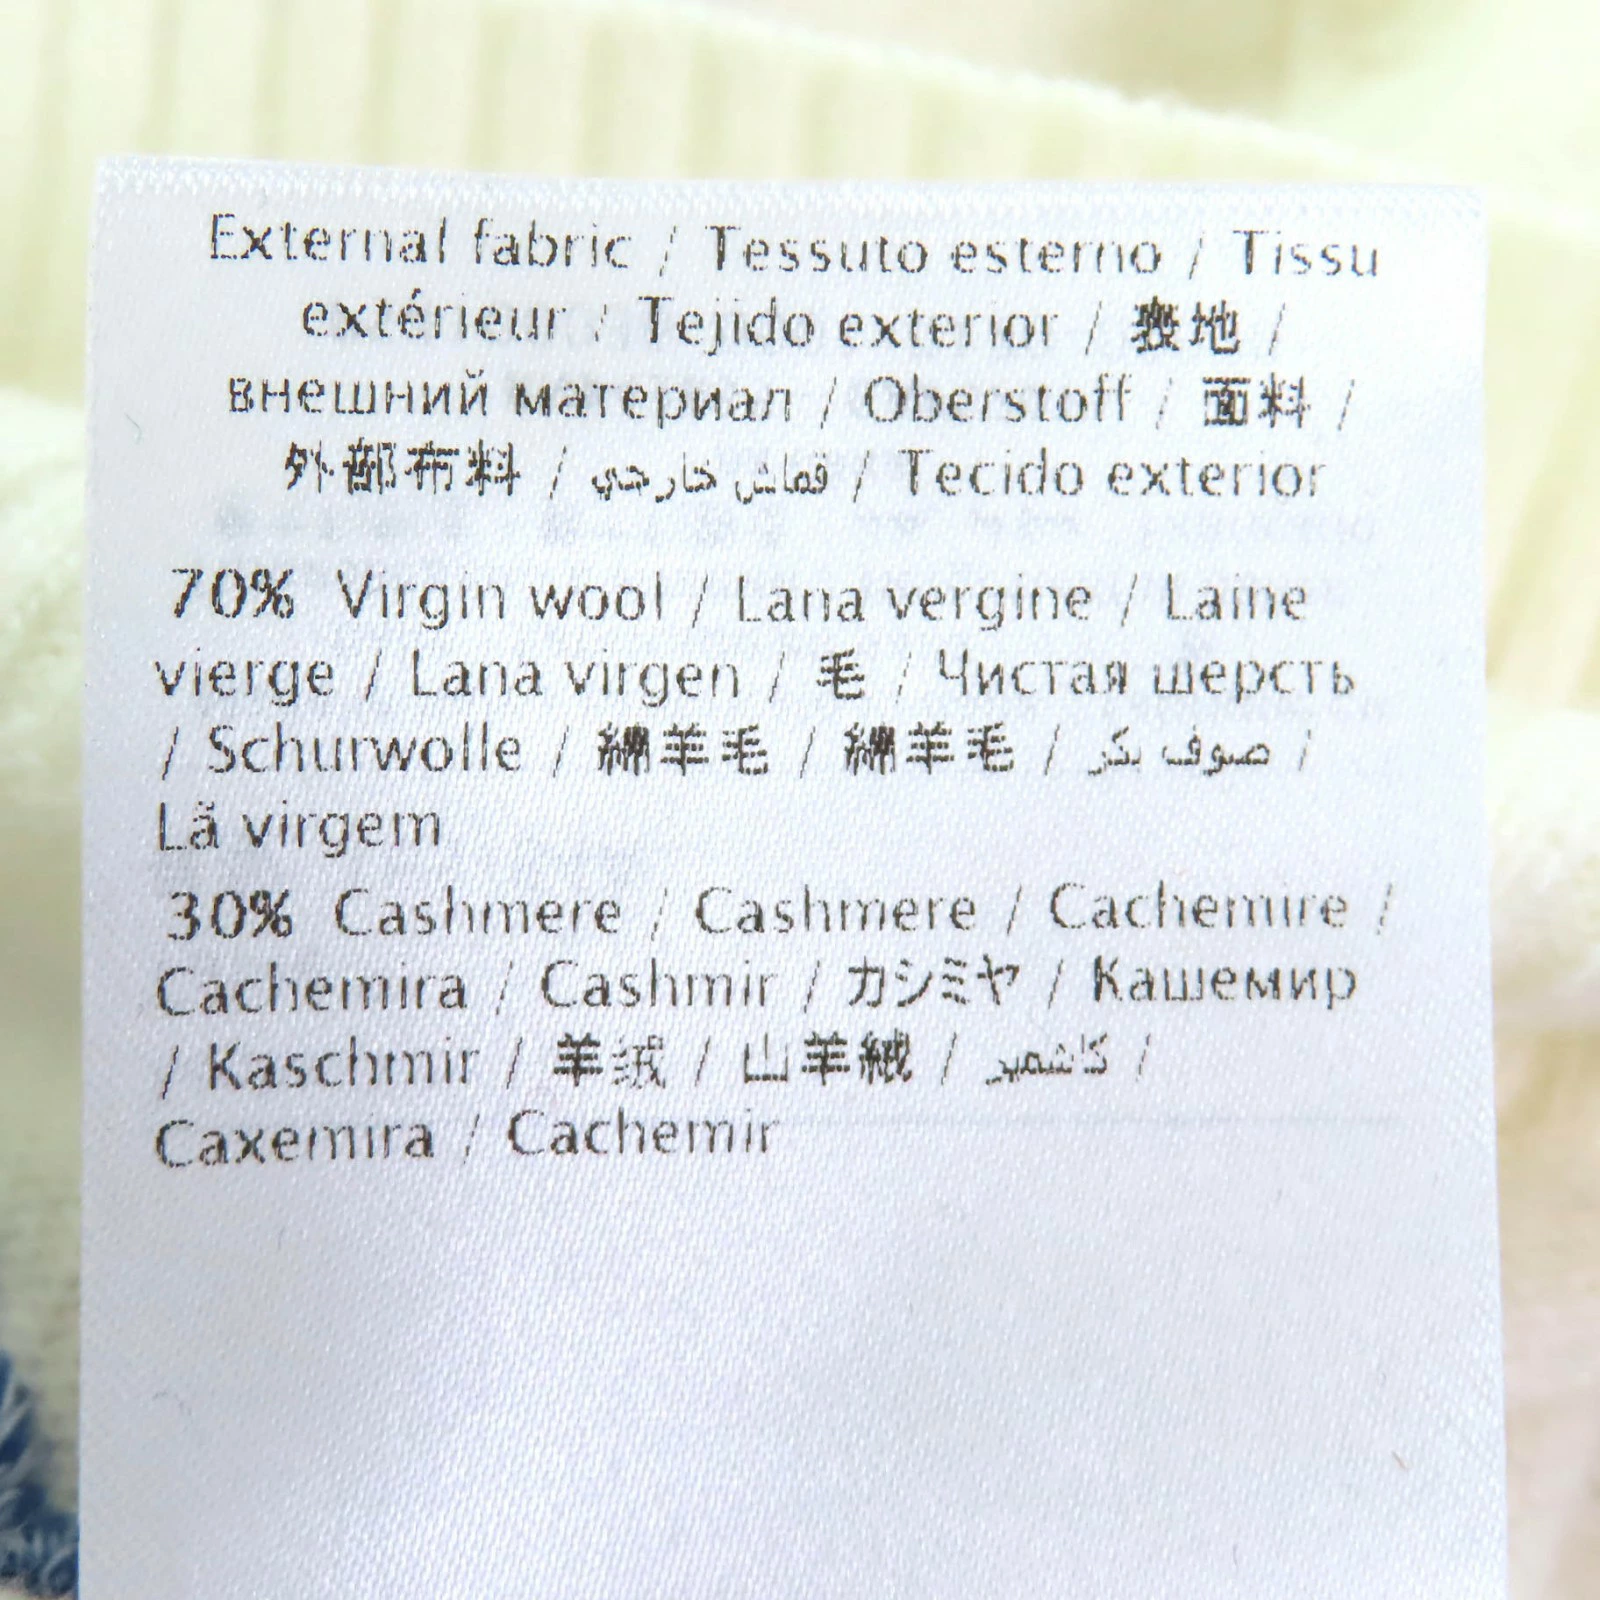 External fabric / Tessuto esterno / Tissu
extérieur / Tejido exterior / 表地 /
внешний материал / Oberstoff / 面料 /
外部布料 / قماش خارجي / Tecido exterior
70% Virgin wool / Lana vergine / Laine
vierge / Lana virgen / 毛 / Чистая шерсть
/ Schurwolle / 綿羊毛 / 綿羊毛 / صوف بكر /
Lã virgem
30% Cashmere / Cashmere / Cachemire /
Cachemira / Cashmir / カシミヤ / Кашемир
/ Kaschmir / 羊绒 / 山羊絨 / كاشمير /
Caxemira / Cachemir